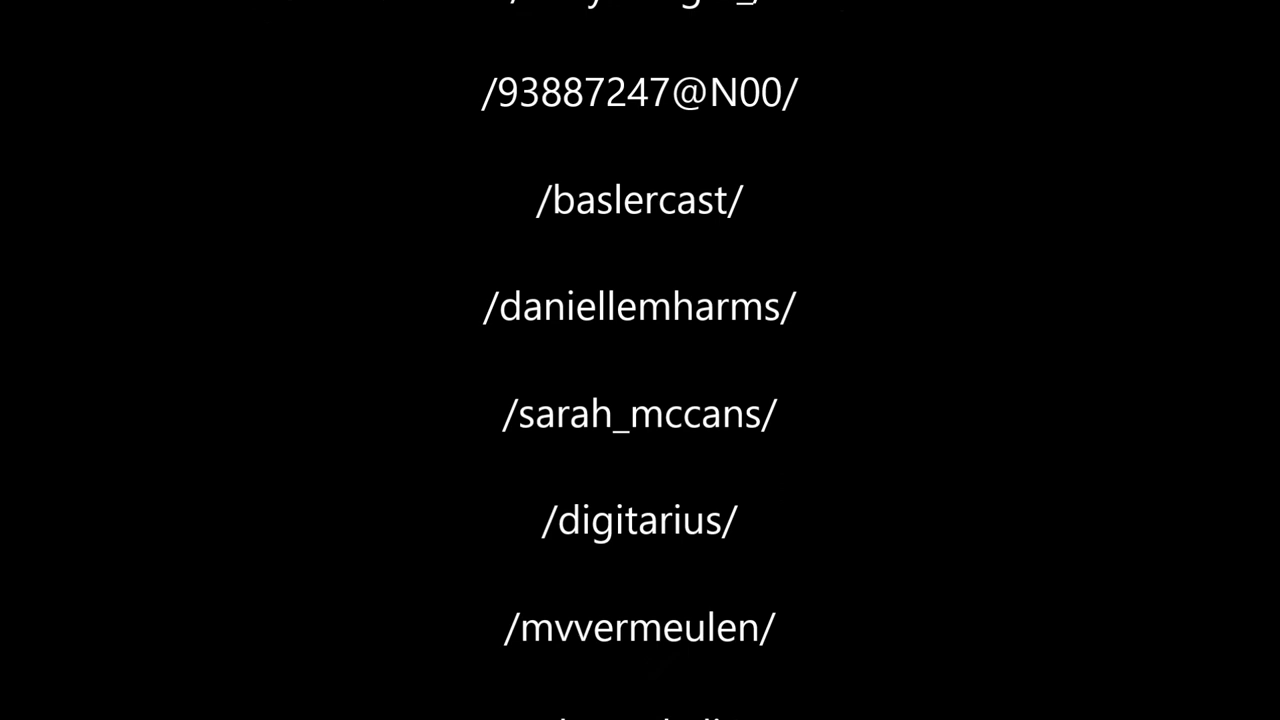 /93887247@N00/
/baslercast/
/daniellemharms/
/sarah_mccans/
/digitarius/
/mvvermeulen/